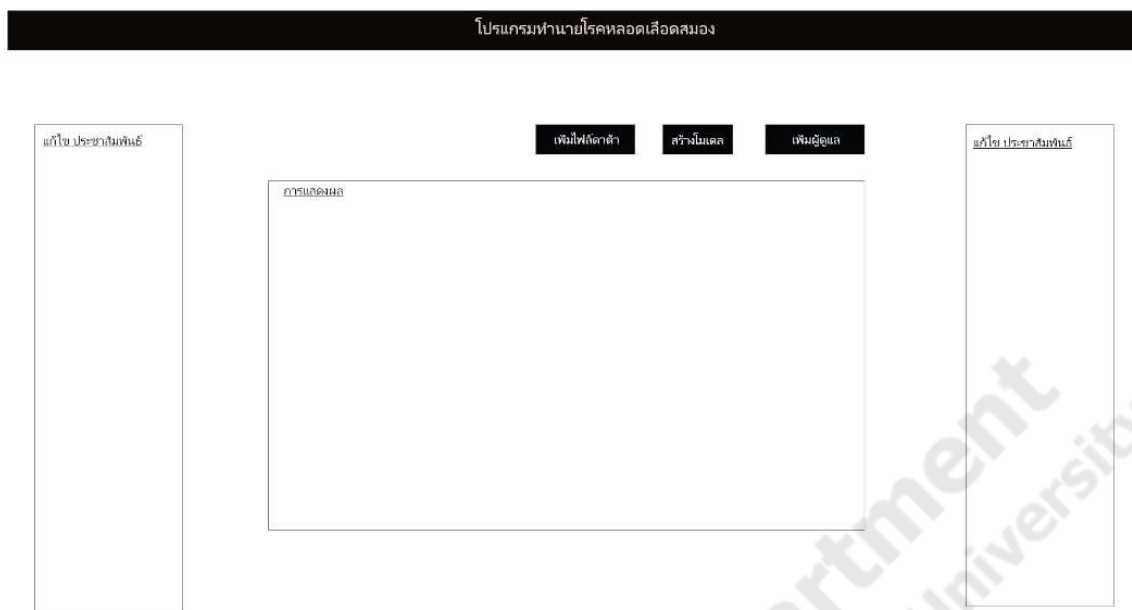 โปรแกรมทำนายโรคหลอดเลือดสมอง
แก้ไข ประชาสัมพันธ์
เพิ่มไฟล์ดาต้า
สร้างโมเดล
เพิ่มผู้ดูแล
แก้ไข ประชาสัมพันธ์
การแสดงผล
artment
University